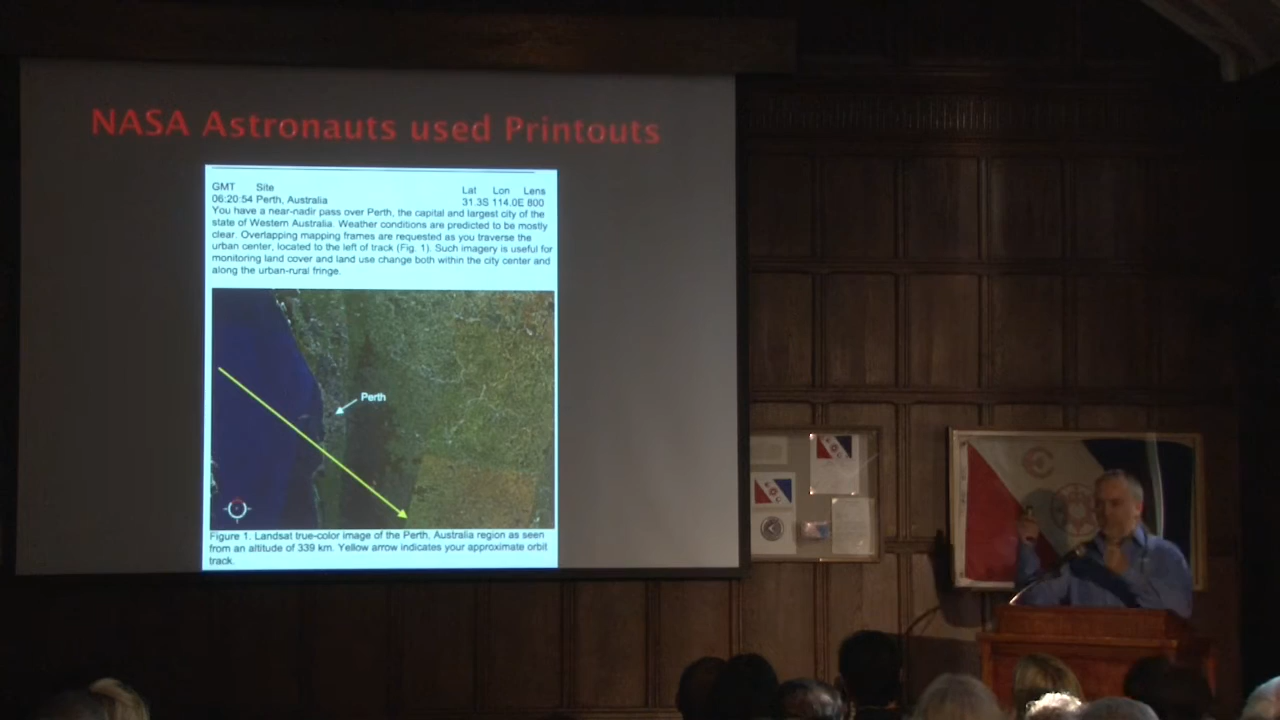 NASA Astronauts used Printouts
GMT Site Lat Lon Lens
06:20:54 Perth, Australia 31.3S 114.0E 800
You have a near-nadir pass over Perth, the capital and largest city of the
state of Western Australia. Weather conditions are predicted to be mostly
clear. Overlapping mapping frames are requested as you traverse the
urban center, located to the left of track (Fig. 1). Such imagery is useful for
monitoring land cover and land use change both within the city center and
along the urban-rural fringe.
Perth
Figure 1. Landsat true-color image of the Perth, Australia region as seen
from an altitude of 339 km. Yellow arrow indicates your approximate orbit
track.